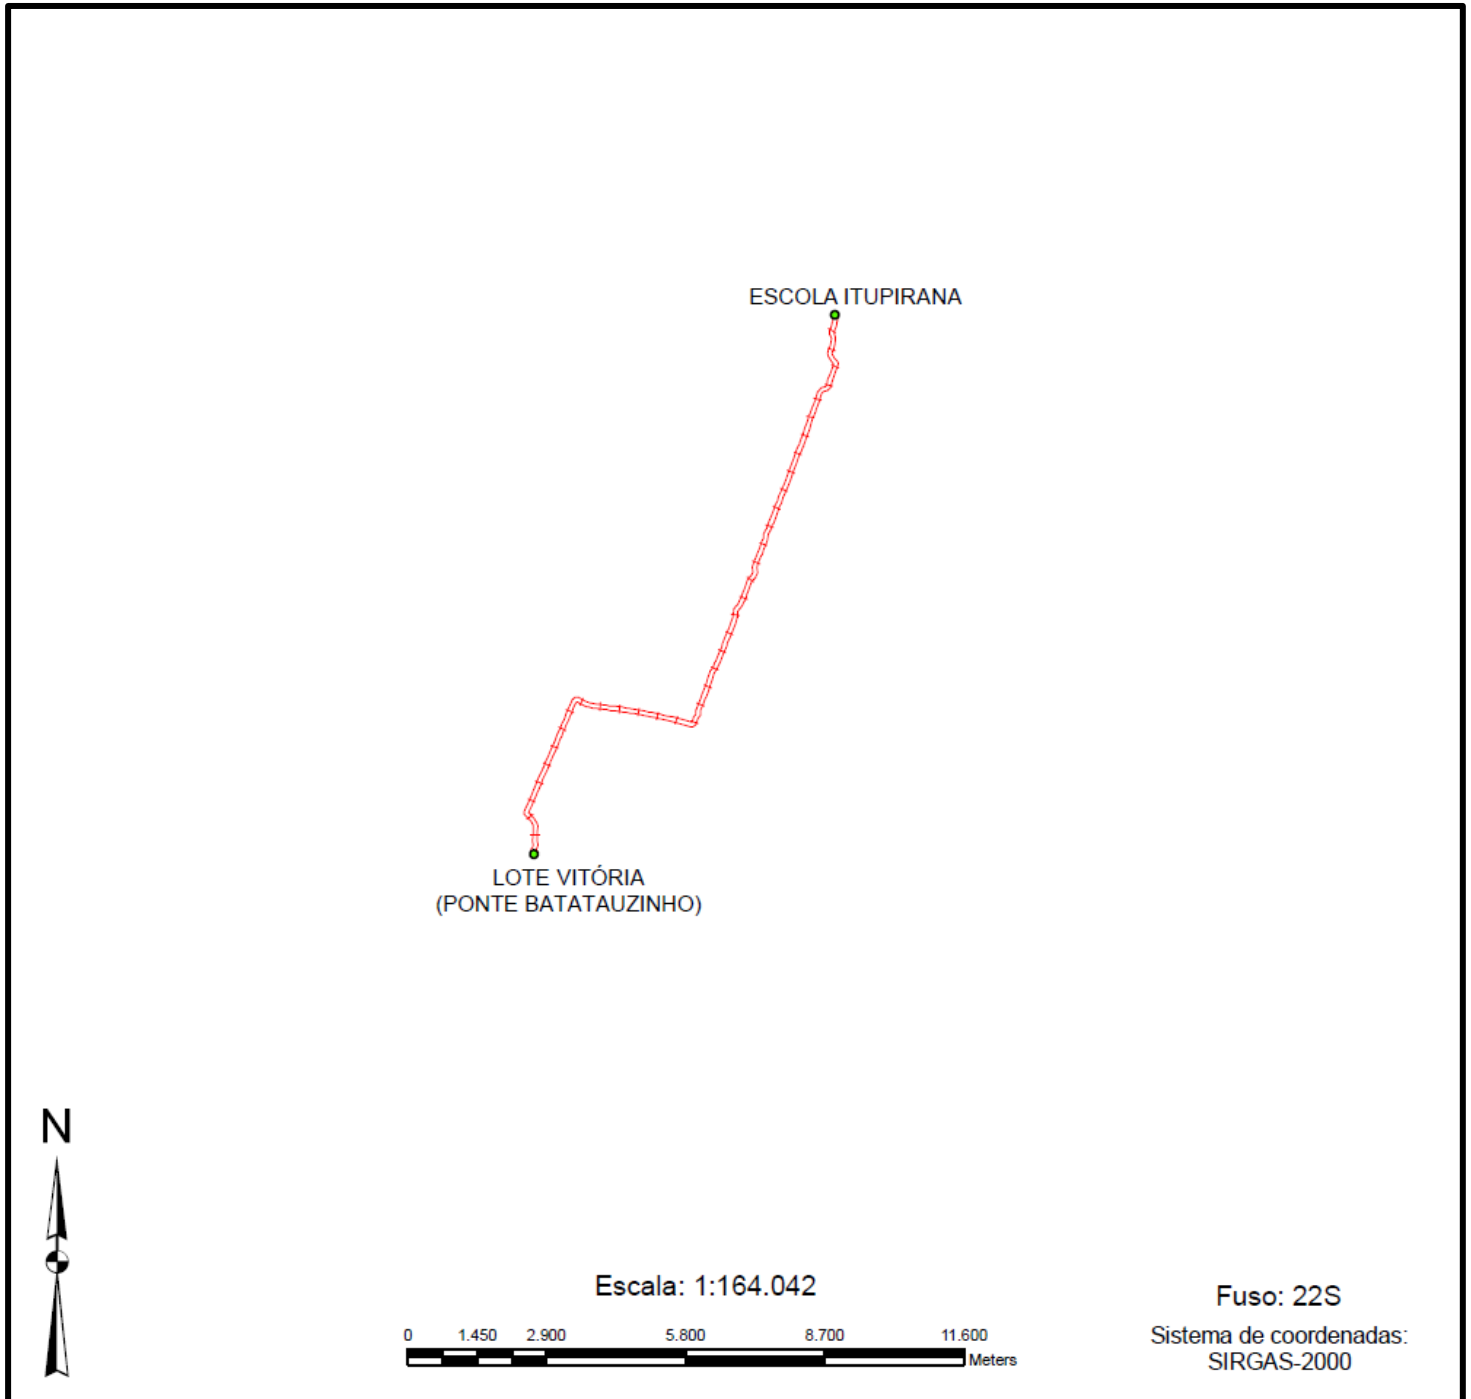 ESCOLA ITUPIRANA
LOTE VITÓRIA
(PONTE BATATAUZINHO)
N
Escala: 1:164.042
0 1.450 2.900 5.800 8.700 11.600
Meters
Fuso: 22S
Sistema de coordenadas:
SIRGAS-2000